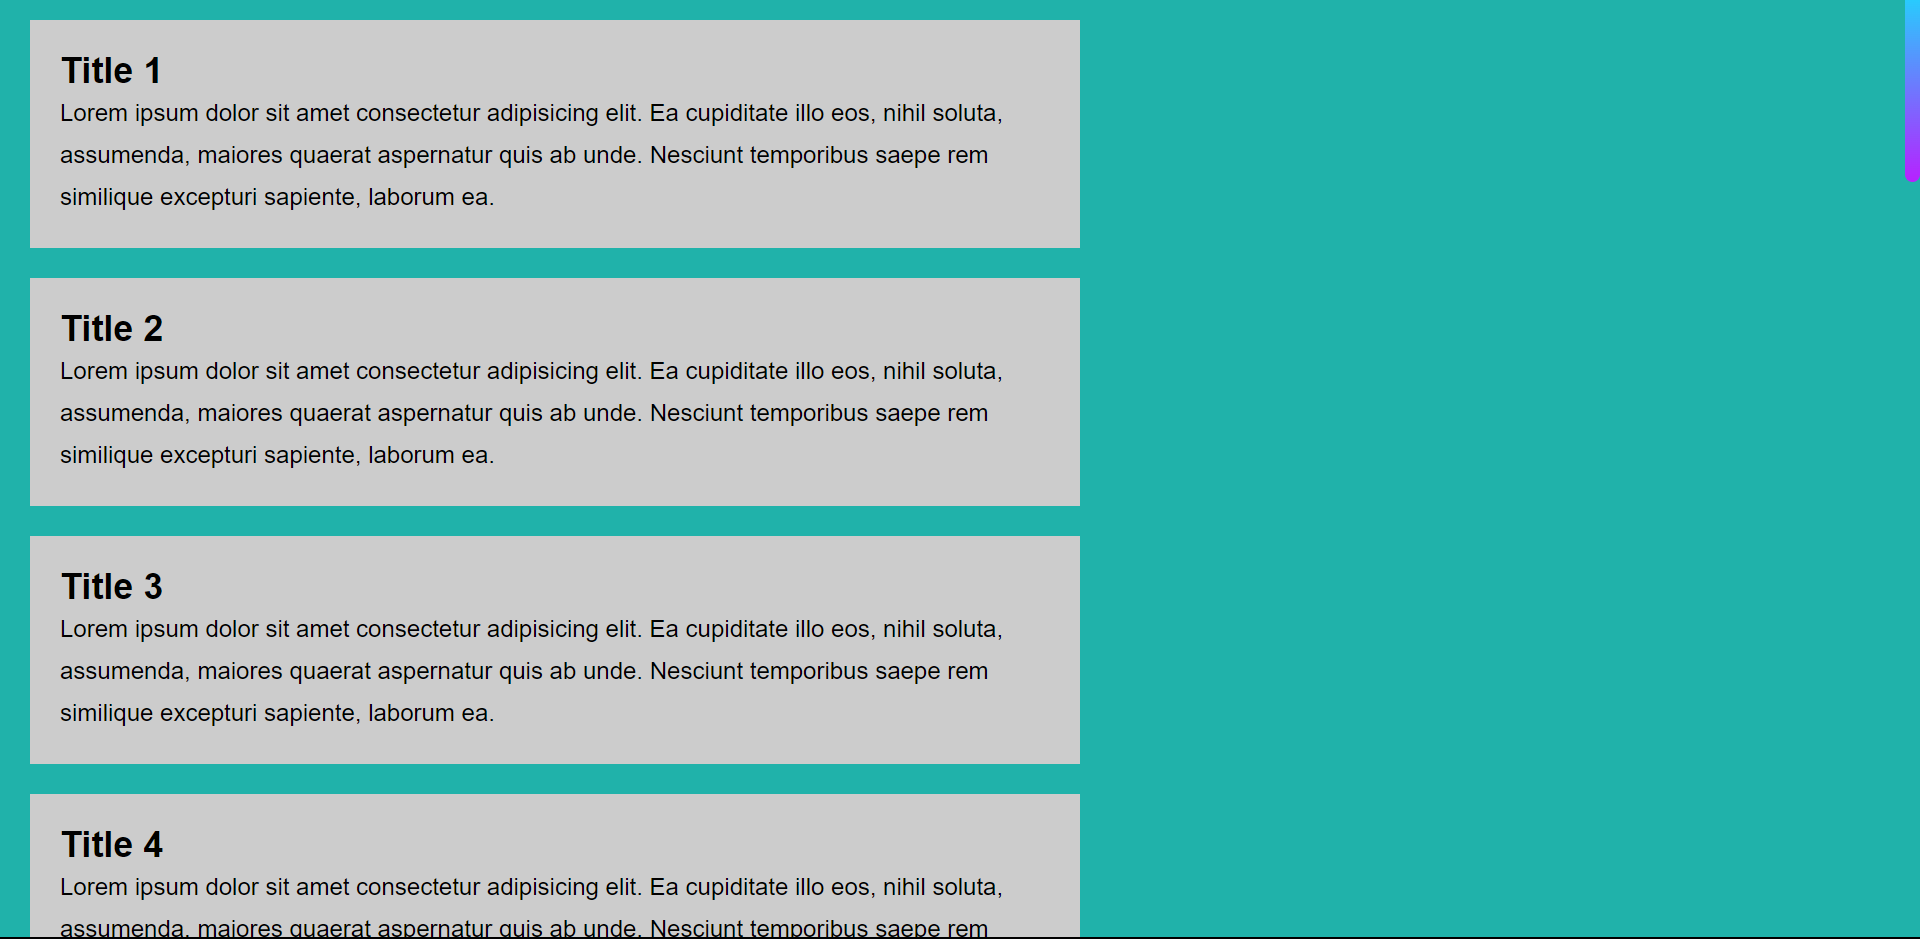 Title 1
Lorem ipsum dolor sit amet consectetur adipisicing elit. Ea cupiditate illo eos, nihil soluta,
assumenda, maiores quaerat aspernatur quis ab unde. Nesciunt temporibus saepe rem
similique excepturi sapiente, laborum ea.
Title 2
Lorem ipsum dolor sit amet consectetur adipisicing elit. Ea cupiditate illo eos, nihil soluta,
assumenda, maiores quaerat aspernatur quis ab unde. Nesciunt temporibus saepe rem
similique excepturi sapiente, laborum ea.
Title 3
Lorem ipsum dolor sit amet consectetur adipisicing elit. Ea cupiditate illo eos, nihil soluta,
assumenda, maiores quaerat aspernatur quis ab unde. Nesciunt temporibus saepe rem
similique excepturi sapiente, laborum ea.
Title 4
Lorem ipsum dolor sit amet consectetur adipisicing elit. Ea cupiditate illo eos, nihil soluta,
assumenda, maiores quaerat aspernatur quis ab unde. Nesciunt temporibus saepe rem